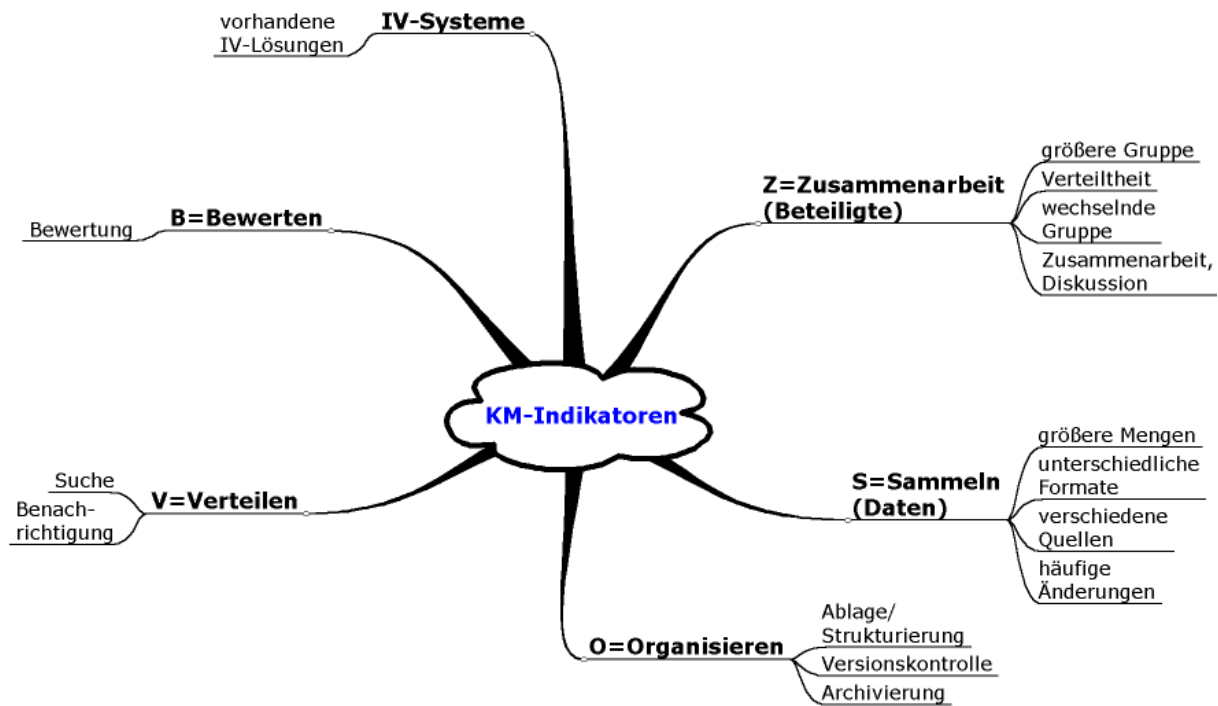 KM-Indikatoren
IV-Systeme
vorhandene
IV-Lösungen
Z=Zusammenarbeit
(Beteiligte)
größere Gruppe
Verteiltheit
wechselnde
Gruppe
Zusammenarbeit,
Diskussion
S=Sammeln
(Daten)
größere Mengen
unterschiedliche
Formate
verschiedene
Quellen
häufige
Änderungen
O=Organisieren
Ablage/
Strukturierung
Versionskontrolle
Archivierung
V=Verteilen
Suche
Benach-
richtigung
B=Bewerten
Bewertung